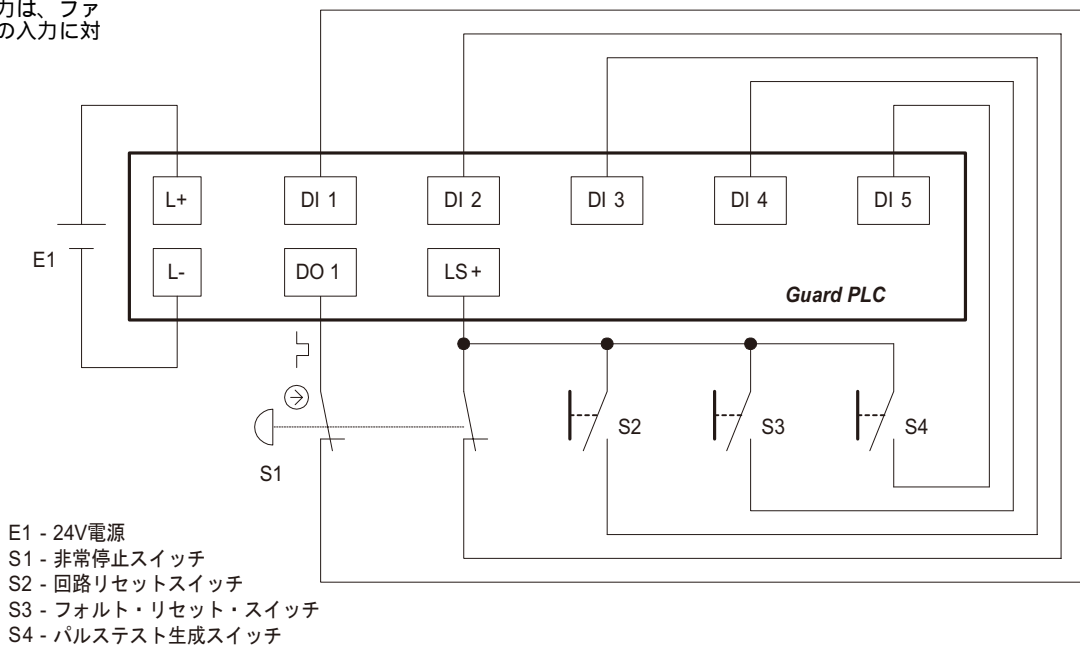 力は、ファ
の入力に対
L+
DI 1
DI 2
DI 3
DI 4
DI 5
E1
L-
DO 1
LS+
Guard PLC
S1
S2
S3
S4
E1 - 24V電源
S1 - 非常停止スイッチ
S2 - 回路リセットスイッチ
S3 - フォルト・リセット・スイッチ
S4 - パルステスト生成スイッチ